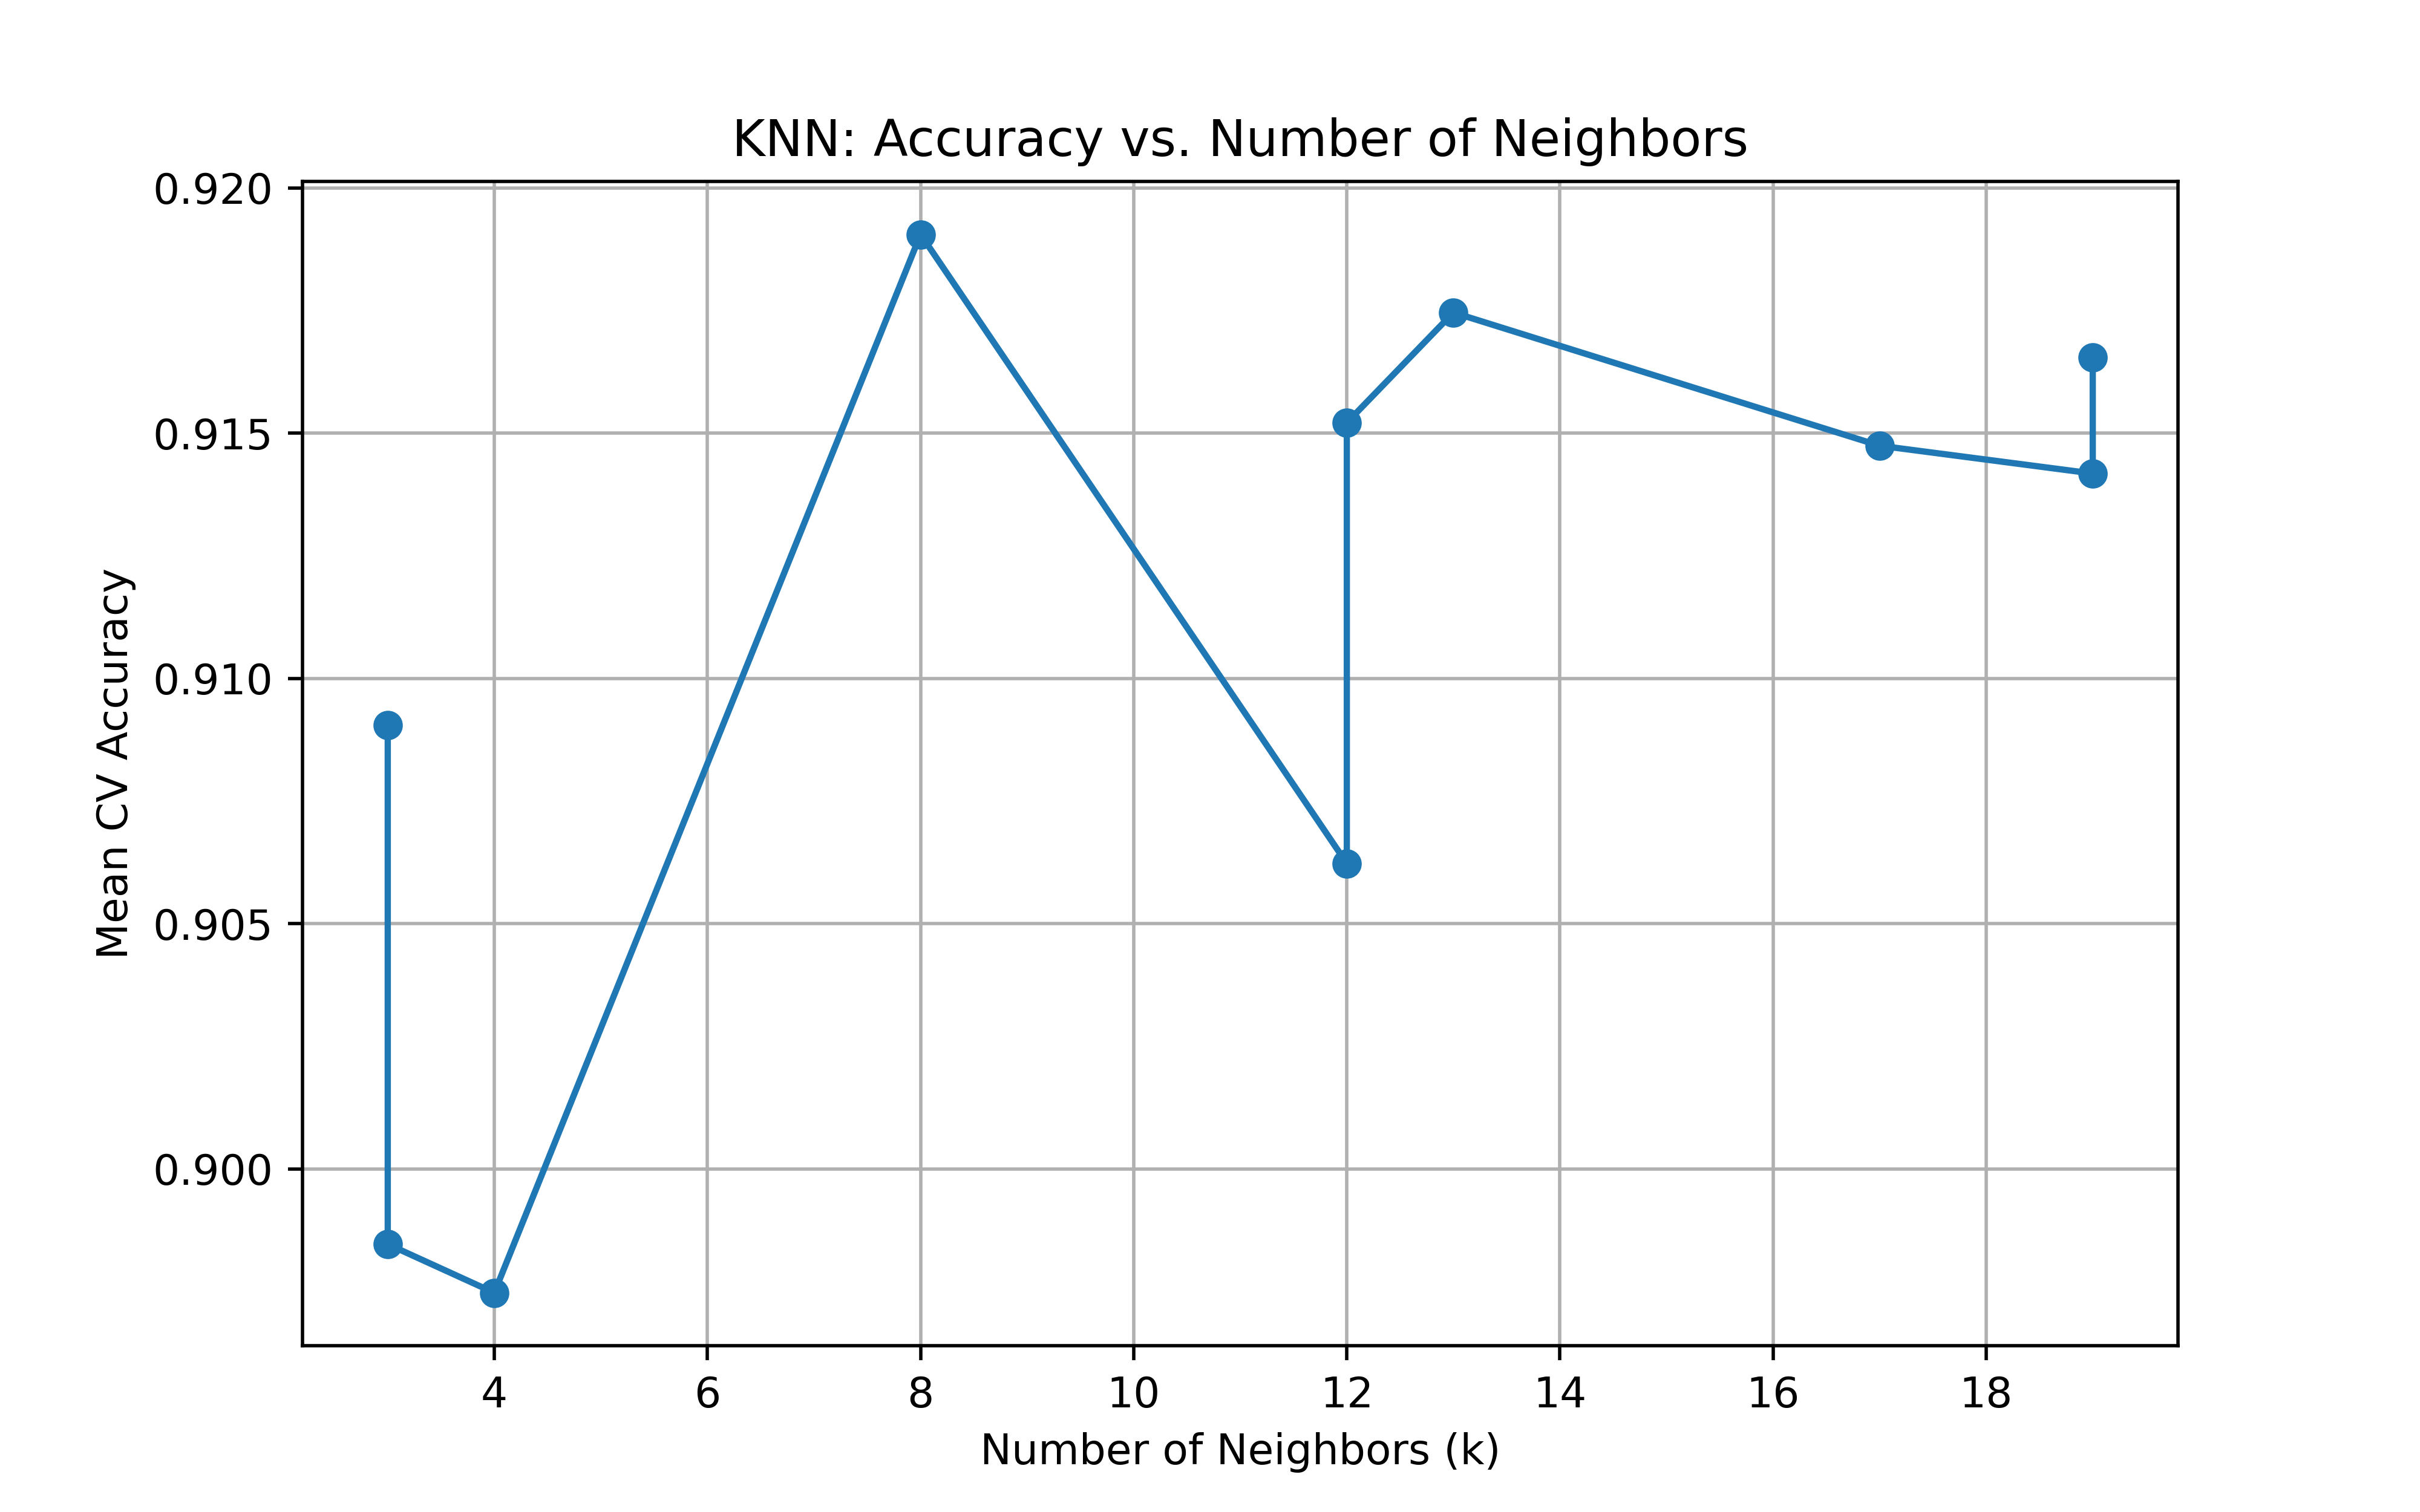 KNN: Accuracy vs. Number of Neighbors
0.920
0.915
0.910
0.905
0.900
Mean CV Accuracy
4 6 8 10 12 14 16 18
Number of Neighbors (k)